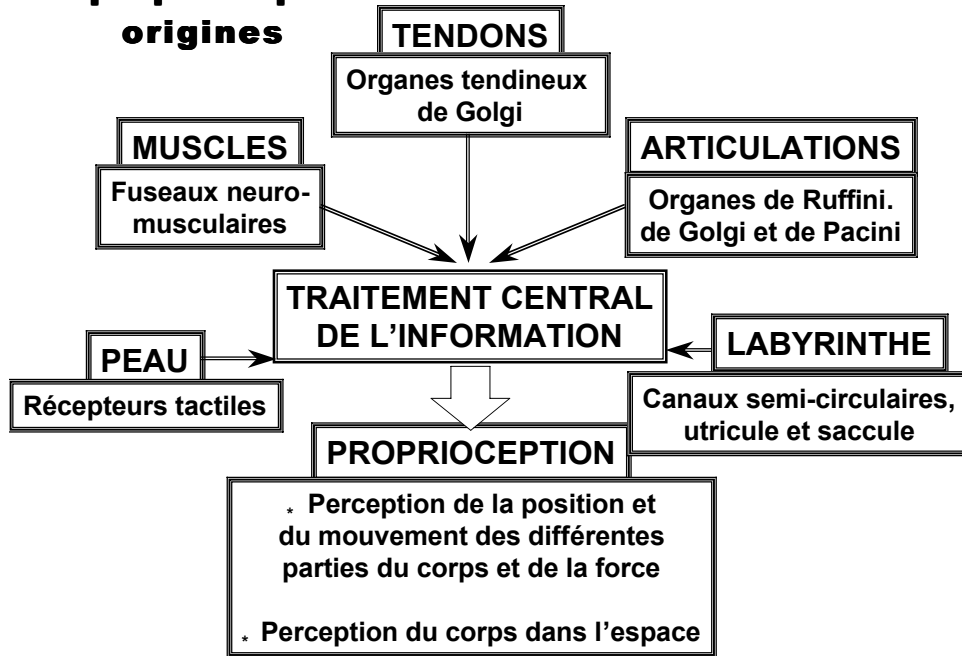 origines
TENDONS
Organes tendineux
de Golgi
MUSCLES
Fuseaux neuro-
musculaires
ARTICULATIONS
Organes de Ruffini.
de Golgi et de Pacini
TRAITEMENT CENTRAL
DE L'INFORMATION
PEAU
Récepteurs tactiles
LABYRINTHE
Canaux semi-circulaires,
utricule et saccule
PROPRIOCEPTION
* Perception de la position et
du mouvement des différentes
parties du corps et de la force
* Perception du corps dans l'espace